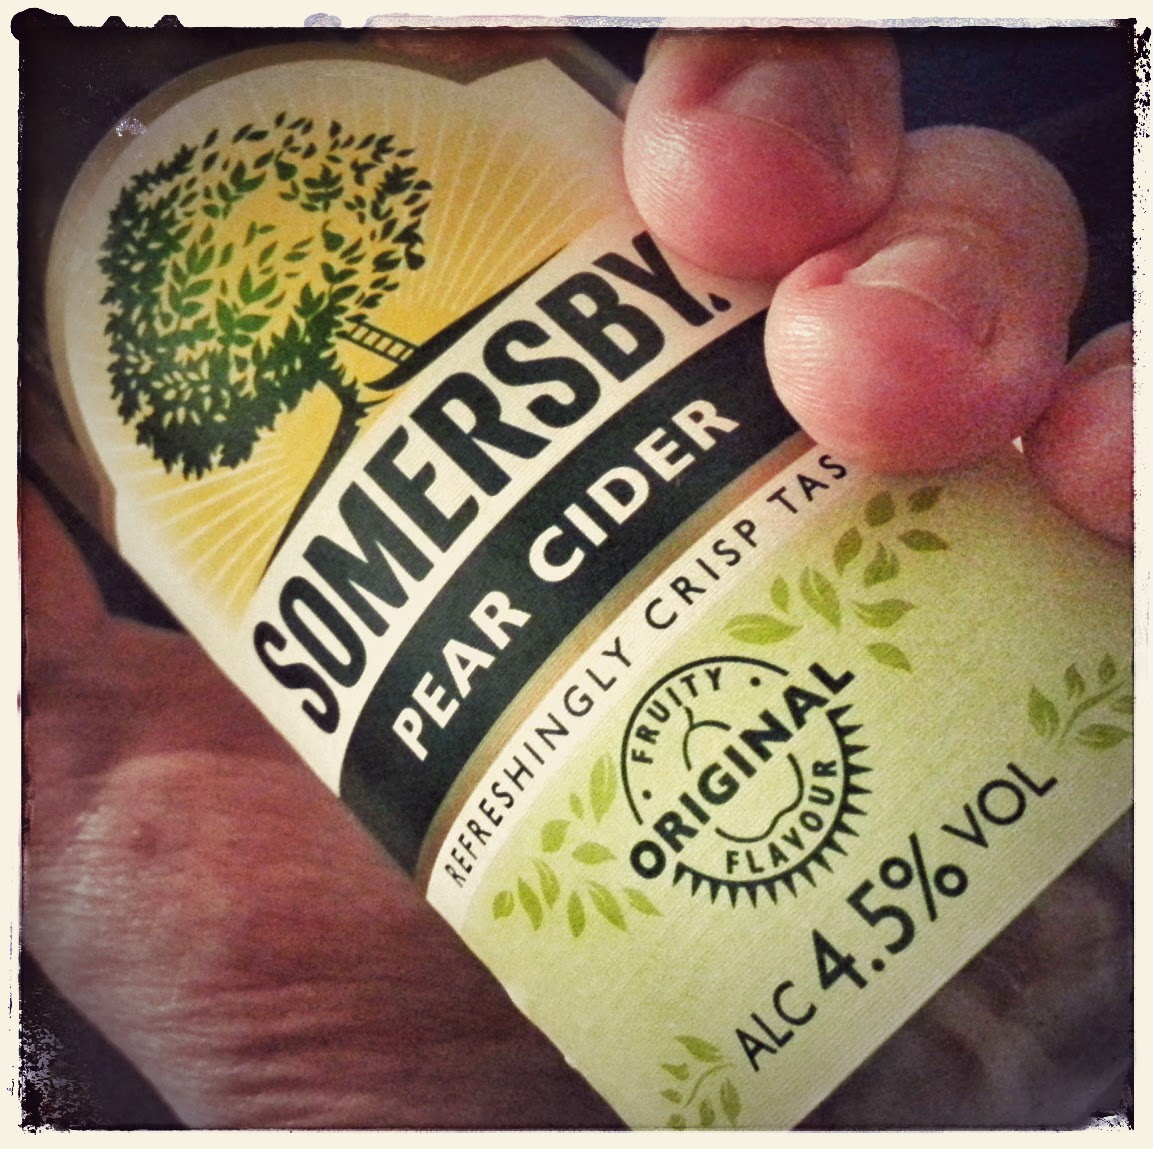 SOMERSBY.
PEAR CIDER
REFRESHINGLY CRISP TAS
FRUITY
ORIGINAL
FLAVOUR
ALC 4.5% VOL